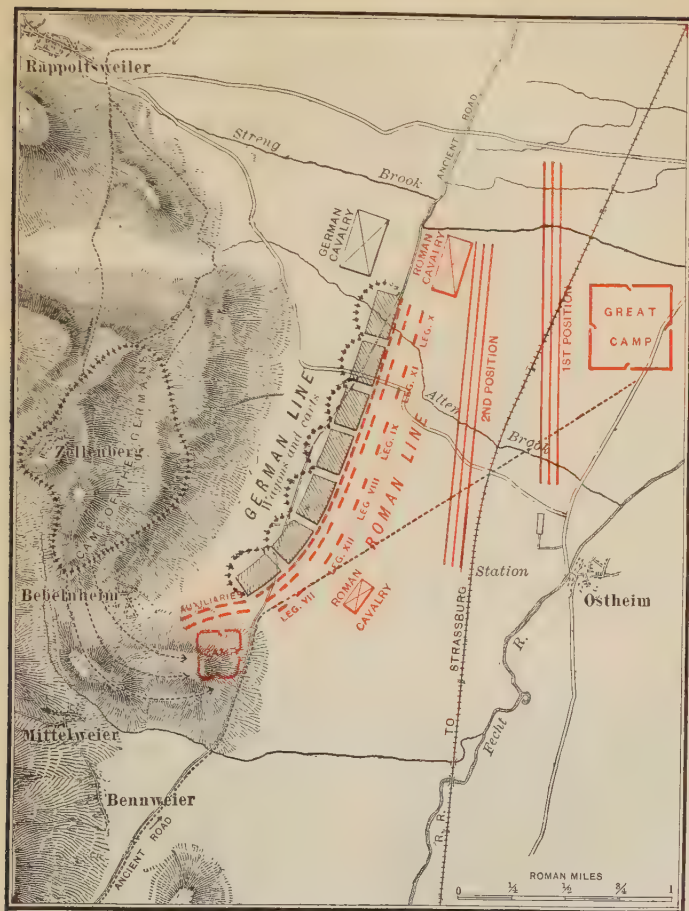 Rappoltsweiler
Streng
Brook
ANCIENT ROAD
GERMAN
CAVALRY
ROMAN
CAVALRY
R. R.
1ST POSITION
2ND POSITION
GREAT
CAMP
LEG. X
LEG. XI
LEG. IX
LEG. VIII
LEG. XII
LEG. VII
ROMAN LINE
GERMAN LINE
Wagons and carts
Alten
Brook
CAMP OF THE GERMANS
Zellenberg
Bebelnheim
AUXILIARIES
CAMP
ROMAN
CAVALRY
Station
Ostheim
TO STRASSBURG
R. R.
Fecht R.
Mittelweier
Bennweier
ANCIENT ROAD
ROMAN MILES
0 ¼ ½ ¾ 1